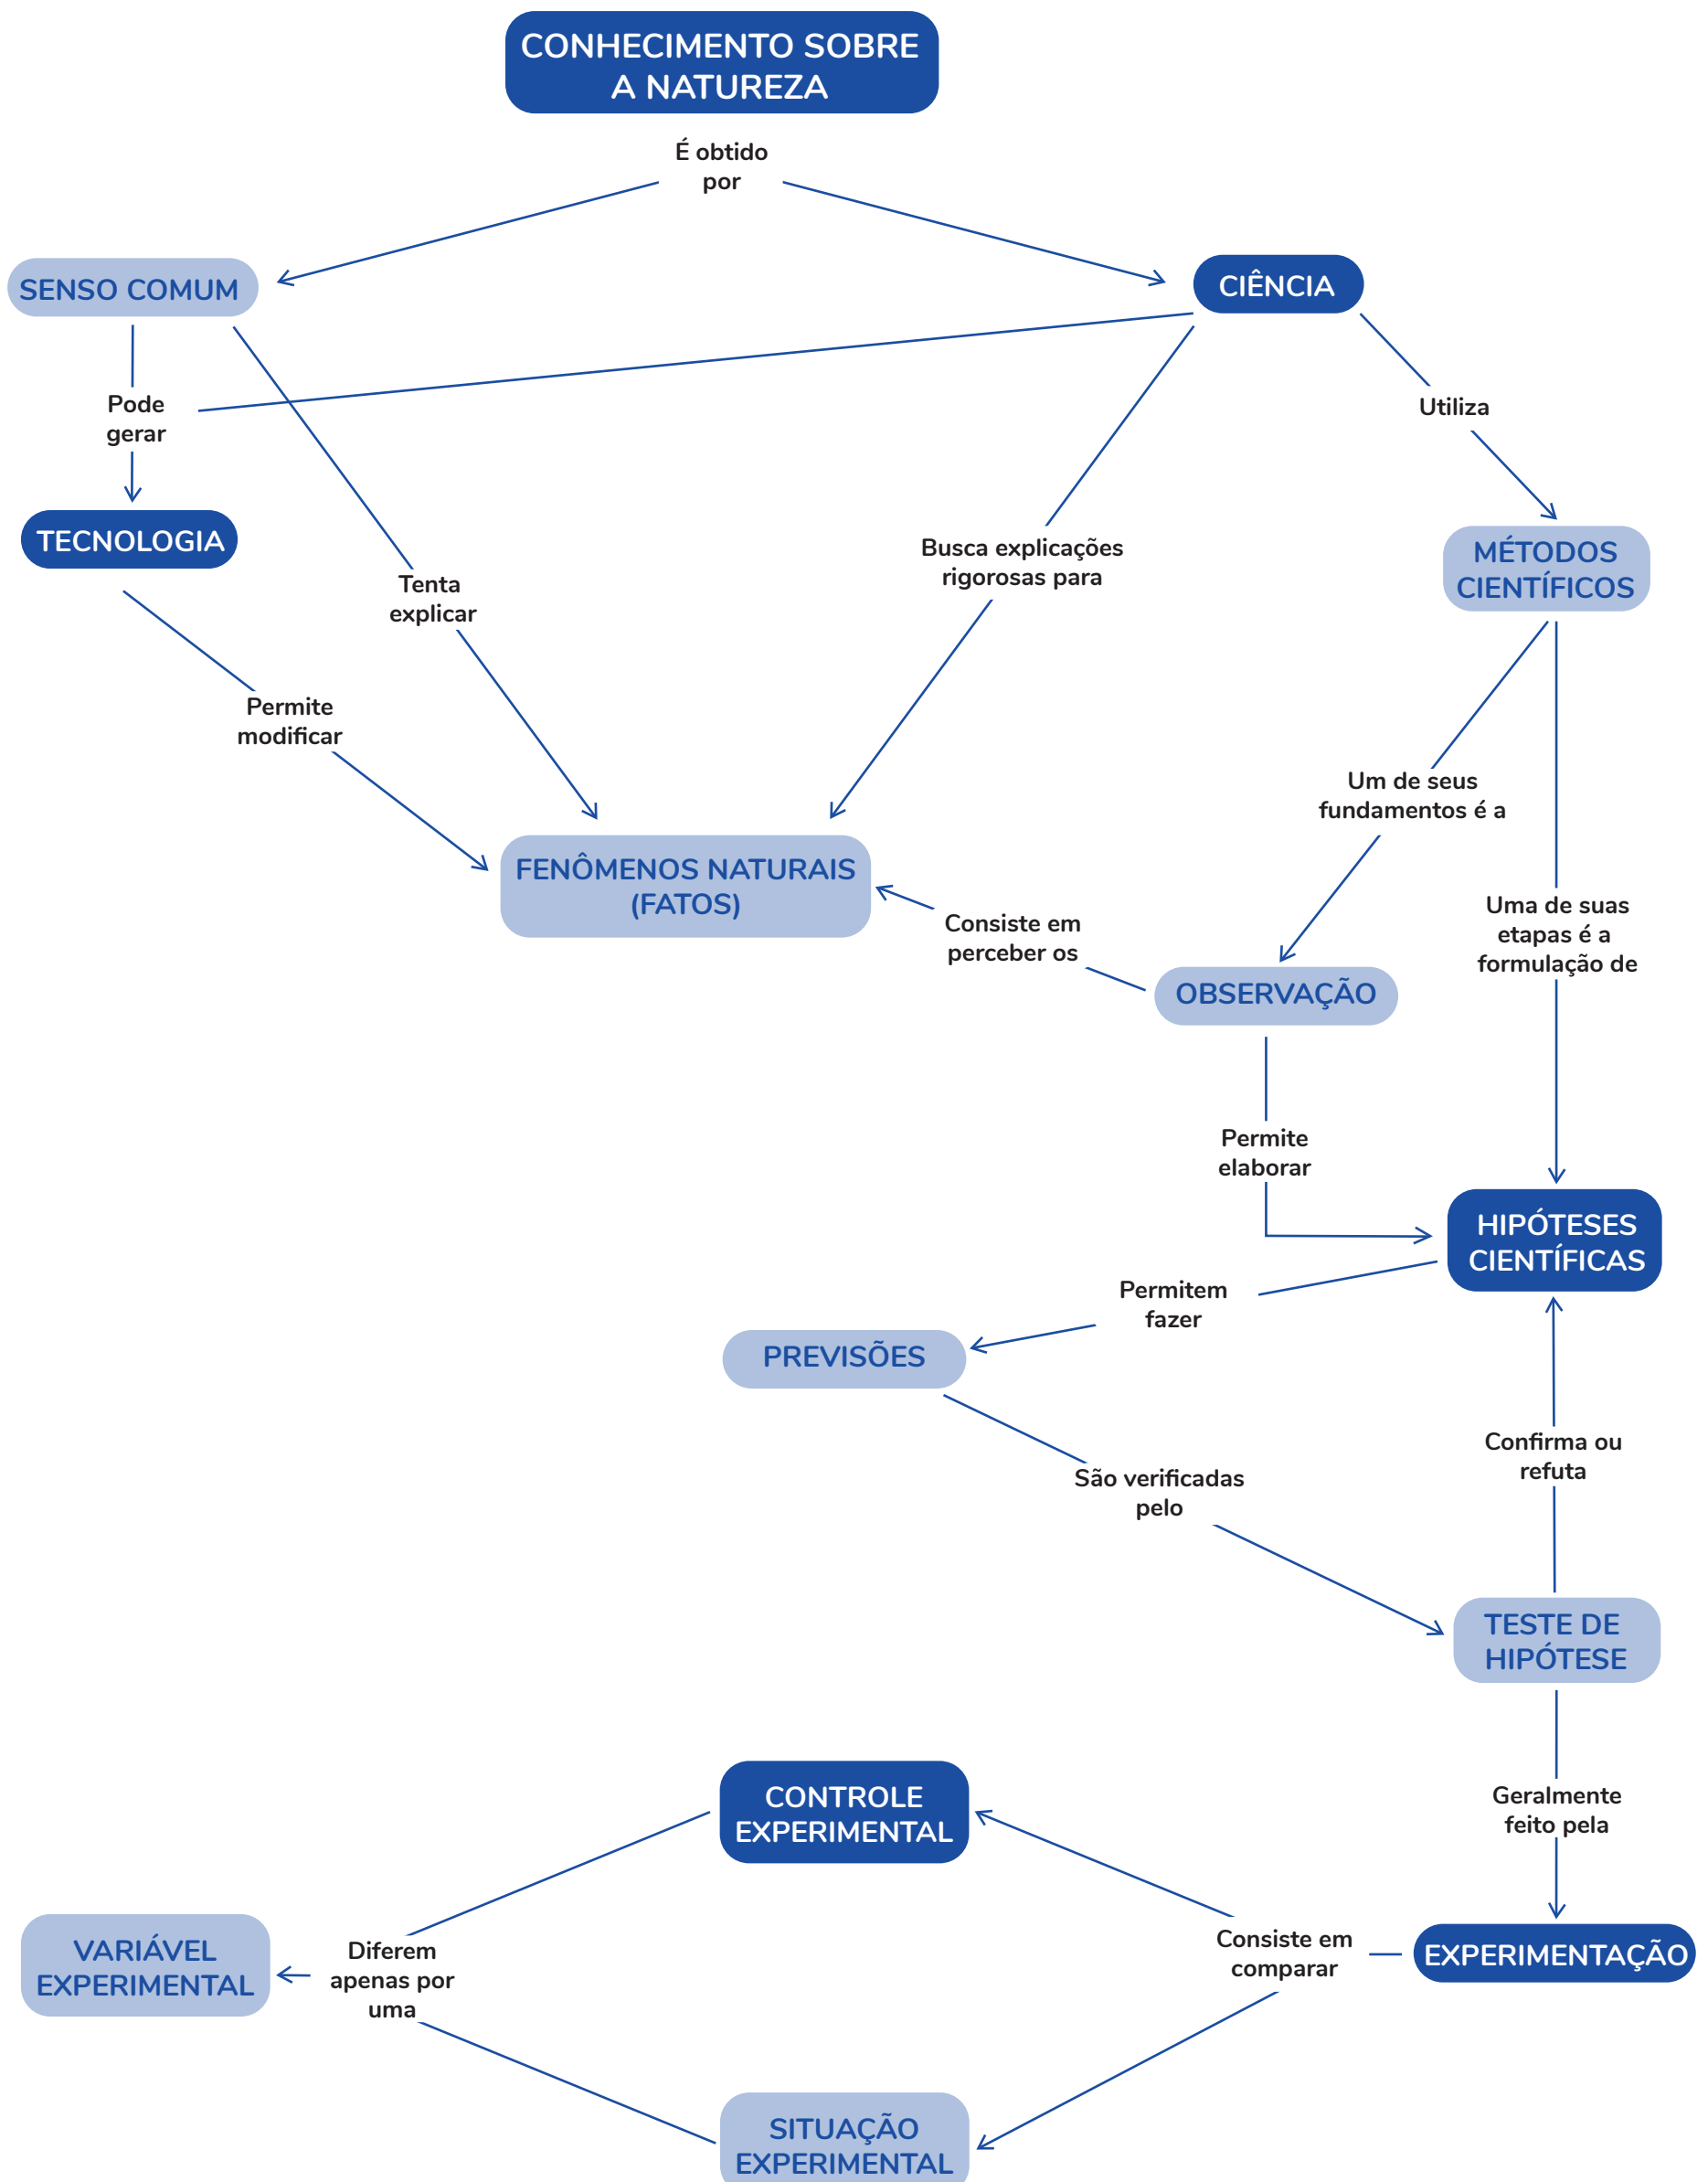 CONHECIMENTO SOBRE
A NATUREZA
É obtido
por
SENSO COMUM
CIÊNCIA
Pode
gerar
Utiliza
TECNOLOGIA
Tenta
explicar
Busca explicações
rigorosas para
MÉTODOS
CIENTÍFICOS
Permite
modificar
Um de seus
fundamentos é a
FENÔMENOS NATURAIS
(FATOS)
Consiste em
perceber os
Uma de suas
etapas é a
formulação de
OBSERVAÇÃO
Permite
elaborar
HIPÓTESES
CIENTÍFICAS
Permitem
fazer
PREVISÕES
Confirma ou
refuta
São verificadas
pelo
TESTE DE
HIPÓTESE
CONTROLE
EXPERIMENTAL
Geralmente
feito pela
VARIÁVEL
EXPERIMENTAL
Diferem
apenas por
uma
Consiste em
comparar
EXPERIMENTAÇÃO
SITUAÇÃO
EXPERIMENTAL